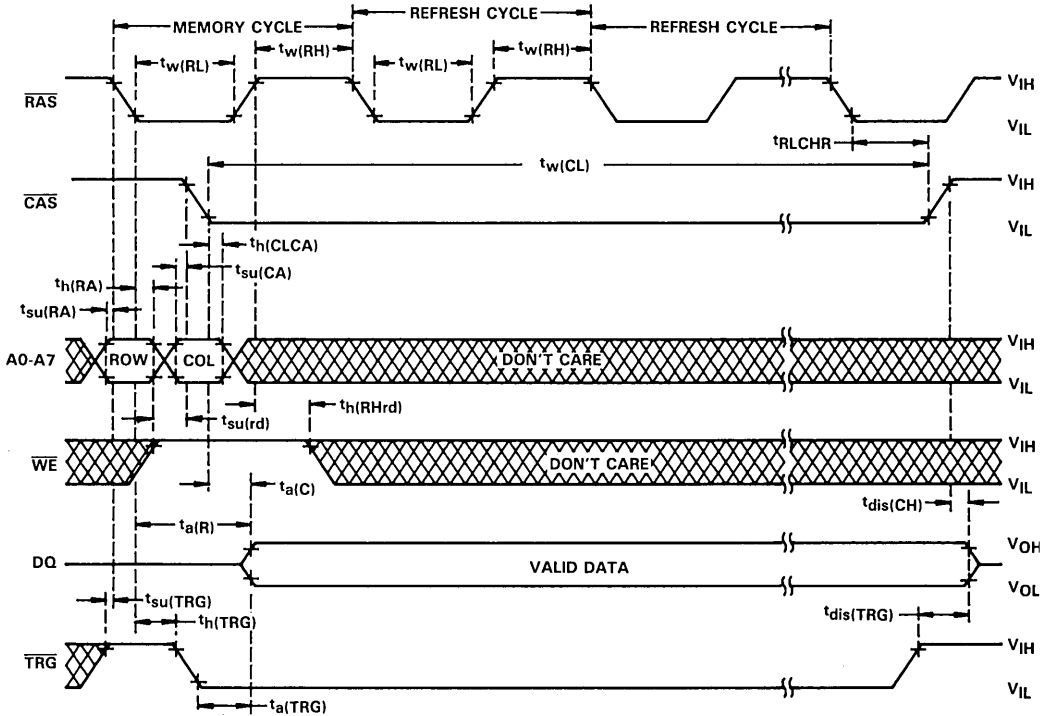 MEMORY CYCLE
REFRESH CYCLE
REFRESH CYCLE
tw(RL)
tw(RH)
tw(RL)
tw(RH)
RAS
VIH
VIL
tRLCHR
tw(CL)
CAS
VIH
VIL
th(CLCA)
tsu(CA)
th(RA)
tsu(RA)
A0-A7
ROW
COL
DON'T CARE
VIH
VIL
th(RHrd)
tsu(rd)
WE
DON'T CARE
VIH
VIL
ta(C)
tdis(CH)
ta(R)
DQ
VALID DATA
VOH
VOL
tsu(TRG)
th(TRG)
tdis(TRG)
TRG
VIH
VIL
ta(TRG)